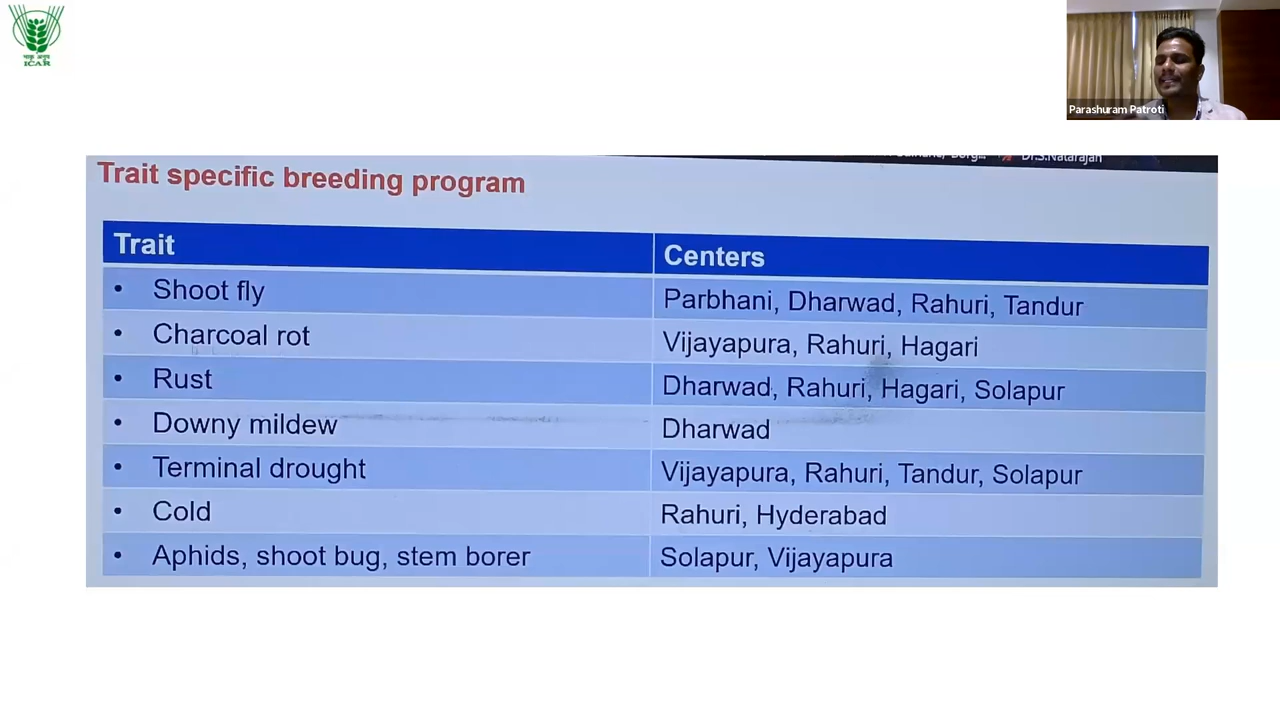 ICAR
Parashuram Patroti
Dr.S.Natarajan
Trait specific breeding program
Trait Centers
• Shoot fly Parbhani, Dharwad, Rahuri, Tandur
• Charcoal rot Vijayapura, Rahuri, Hagari
• Rust Dharwad, Rahuri, Hagari, Solapur
• Downy mildew Dharwad
• Terminal drought Vijayapura, Rahuri, Tandur, Solapur
• Cold Rahuri, Hyderabad
• Aphids, shoot bug, stem borer Solapur, Vijayapura